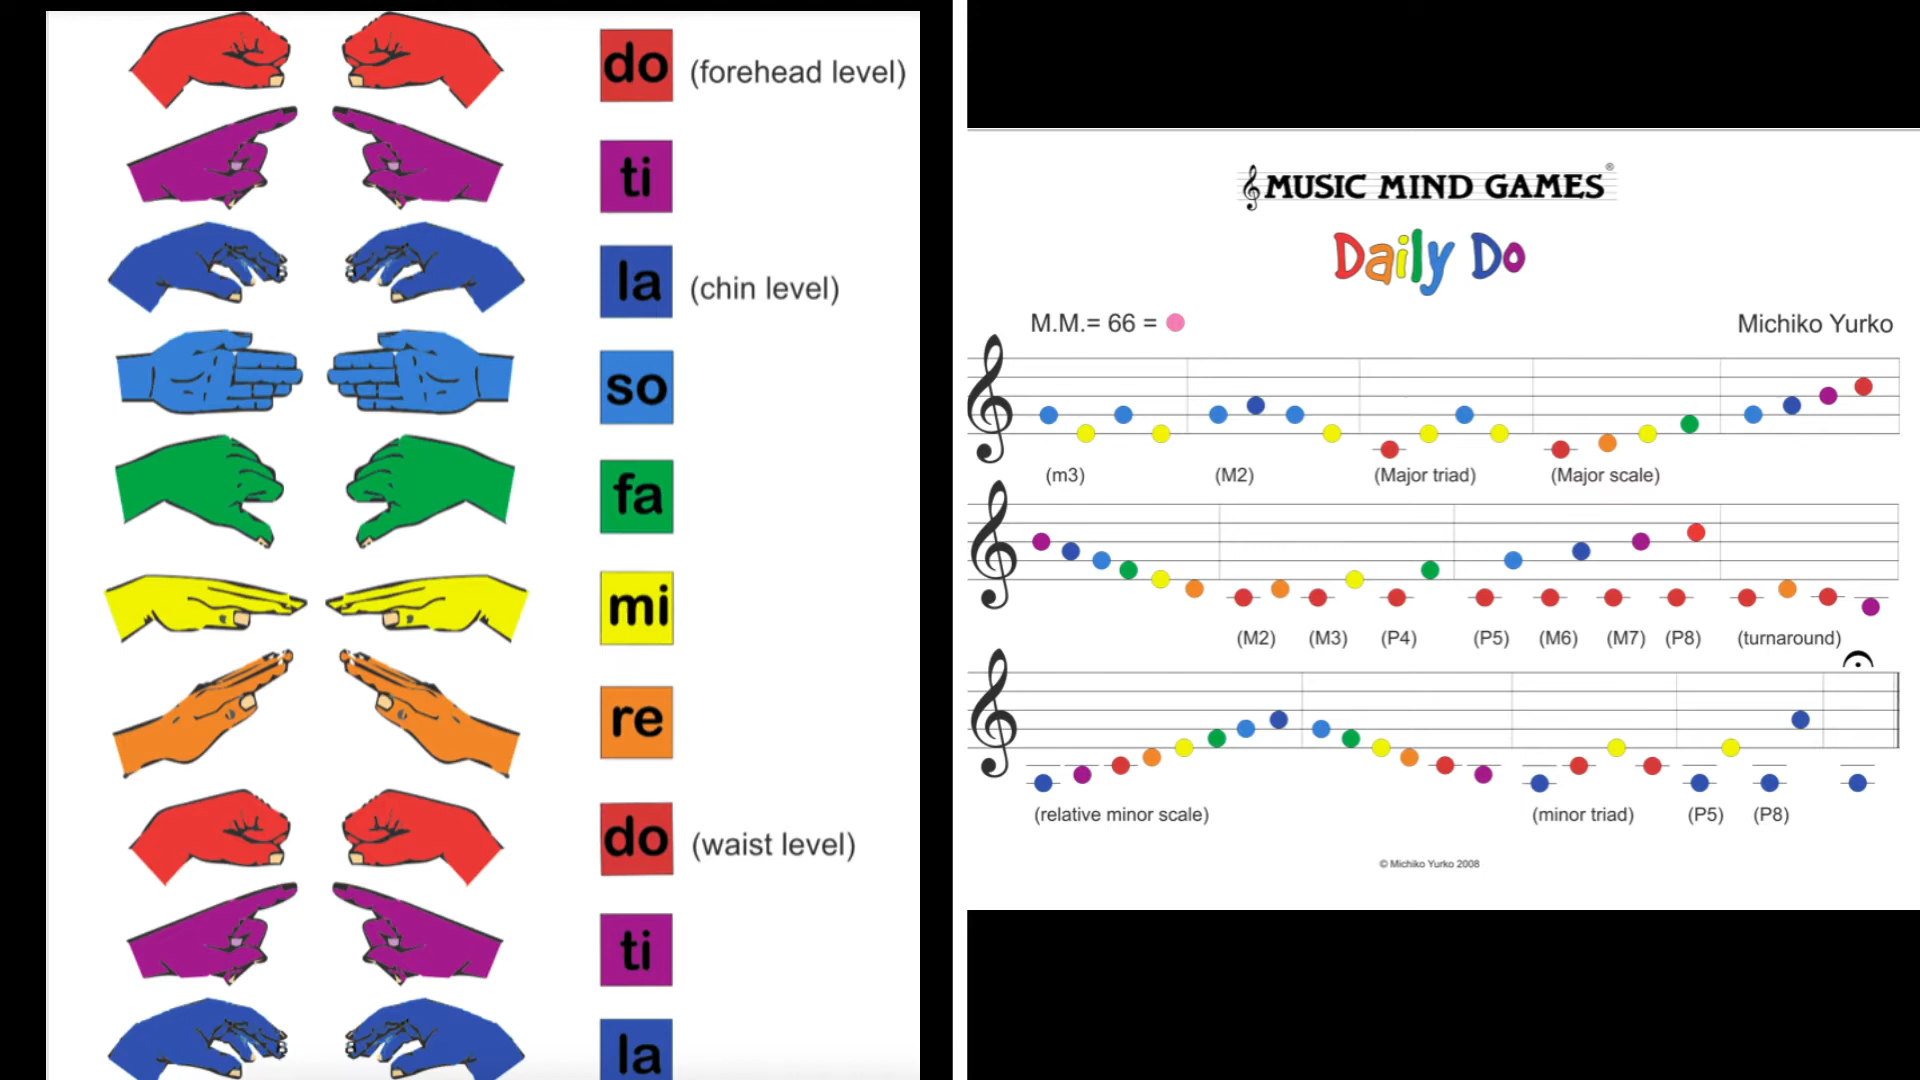 do (forehead level)
ti
la (chin level)
so
fa
mi
re
do (waist level)
ti
la
MUSIC MIND GAMES®
Daily Do
M.M.= 66 =
Michiko Yurko
(m3) (M2) (Major triad) (Major scale)
(M2) (M3) (P4) (P5) (M6) (M7) (P8) (turnaround)
(relative minor scale) (minor triad) (P5) (P8)
© Michiko Yurko 2008